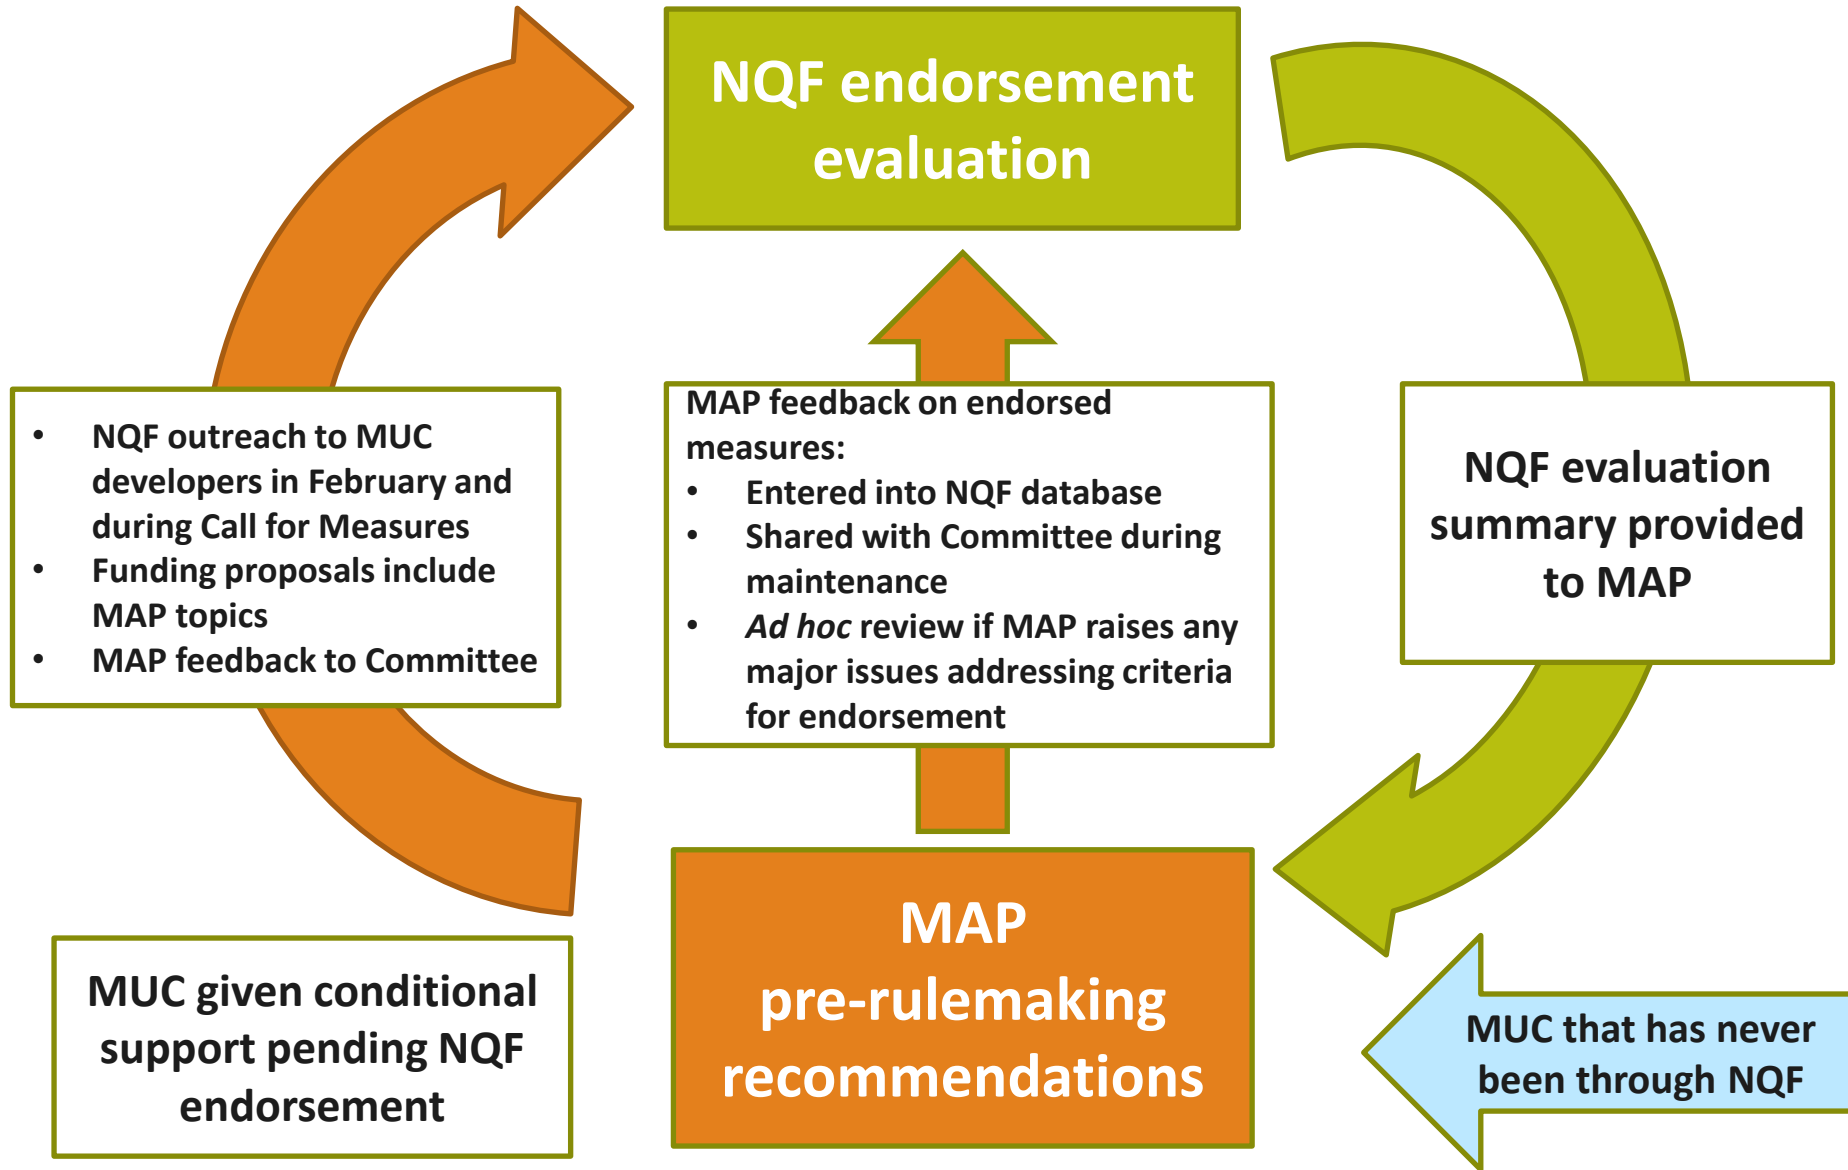 NQF endorsement
evaluation
• NQF outreach to MUC
developers in February and
during Call for Measures
• Funding proposals include
MAP topics
• MAP feedback to Committee
MAP feedback on endorsed
measures:
• Entered into NQF database
• Shared with Committee during
maintenance
• Ad hoc review if MAP raises any
major issues addressing criteria
for endorsement
NQF evaluation
summary provided
to MAP
MUC given conditional
support pending NQF
endorsement
MAP
pre-rulemaking
recommendations
MUC that has never
been through NQF